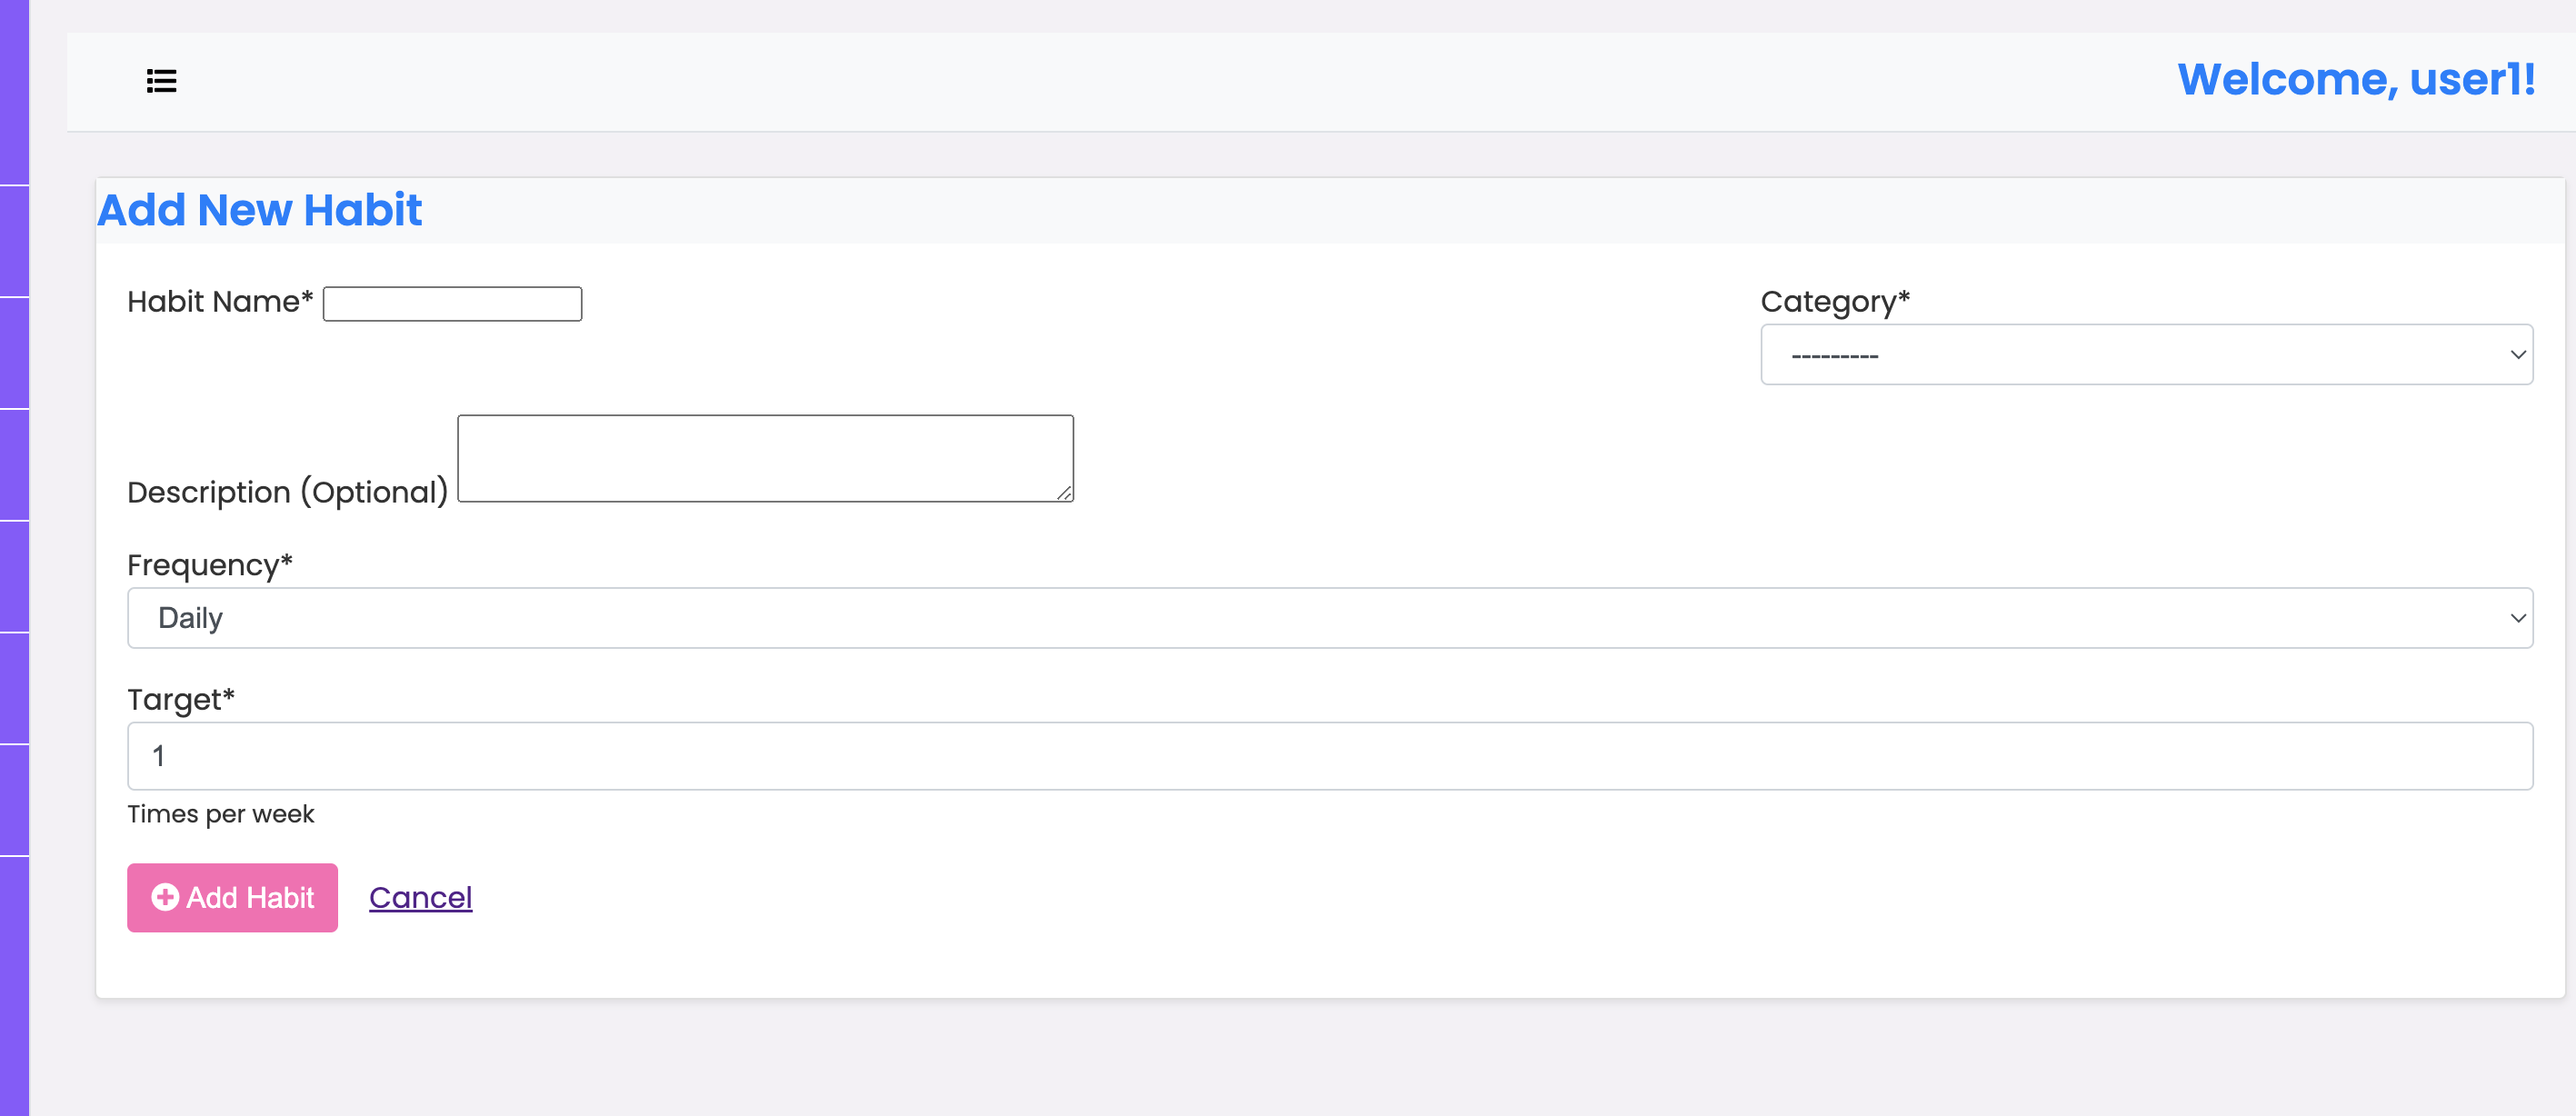 Welcome, user1!
Add New Habit
Habit Name*
Category*
---------
Description (Optional)
Frequency*
Daily
Target*
1
Times per week
Add Habit Cancel